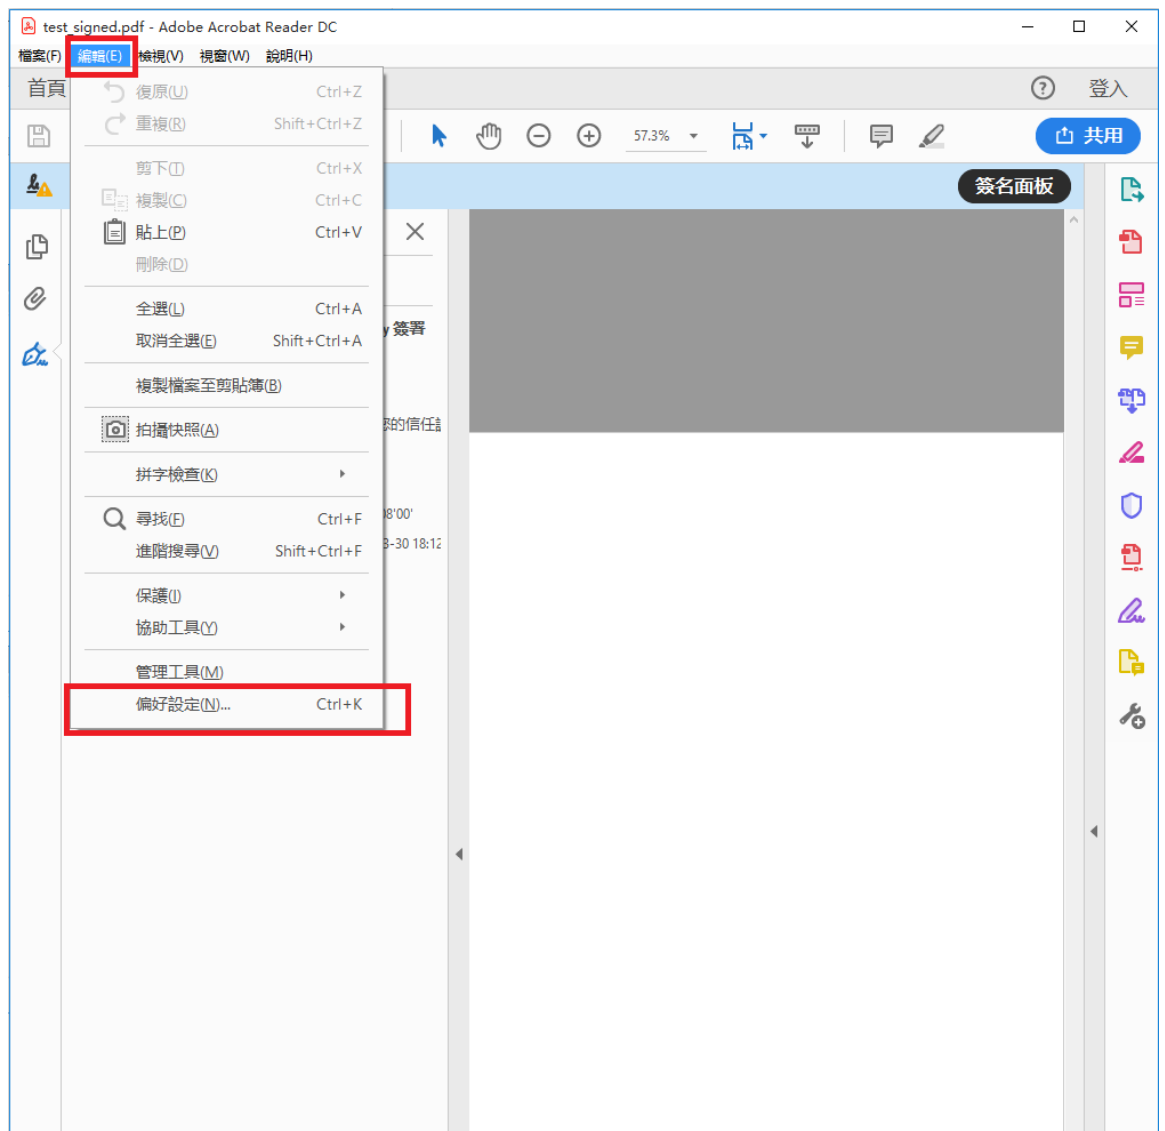 test_signed.pdf - Adobe Acrobat Reader DC
檔案(F) 編輯(E) 檢視(V) 視窗(W) 說明(H)
首頁
登入
復原(U) Ctrl+Z
重複(R) Shift+Ctrl+Z
57.3%
共用
剪下(T) Ctrl+X
簽名面板
複製(C) Ctrl+C
貼上(P) Ctrl+V
刪除(D)
全選(L) Ctrl+A
y 簽署
取消全選(E) Shift+Ctrl+A
複製檔案至剪貼簿(B)
的信任
拍攝快照(A)
拼字檢查(K)
8'00'
尋找(F) Ctrl+F
-30 18:12
進階搜尋(V) Shift+Ctrl+F
保護(I)
協助工具(Y)
管理工具(M)
偏好設定(N)... Ctrl+K